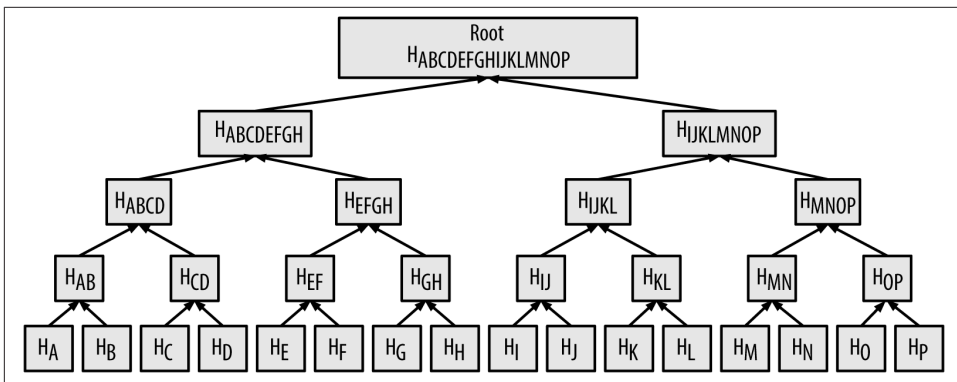 Root
HABCDEFGHIJKLMNOP
HABCDEFGH HIJKLMNOP
HABCD HEFGH HIJKL HMNOP
HAB HCD HEF HGH HIJ HKL HMN HOP
HA HB HC HD HE HF HG HH HI HJ HK HL HM HN HO HP